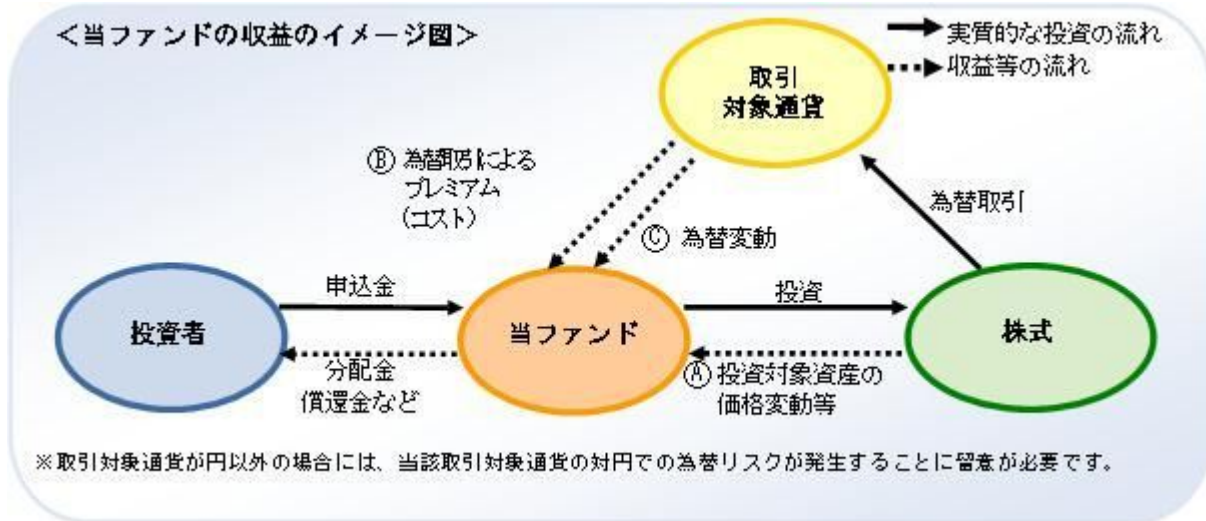 ＜当ファンドの収益のイメージ図＞
実質的な投資の流れ
収益等の流れ
取引
対象通貨
Ⓑ 為替取引による
プレミアム
(コスト)
為替取引
Ⓒ 為替変動
申込金
投資
投資者
当ファンド
株式
分配金
償還金など
Ⓐ 投資対象資産の
価格変動等
※取引対象通貨が円以外の場合には、当該取引対象通貨の対円での為替リスクが発生することに留意が必要です。